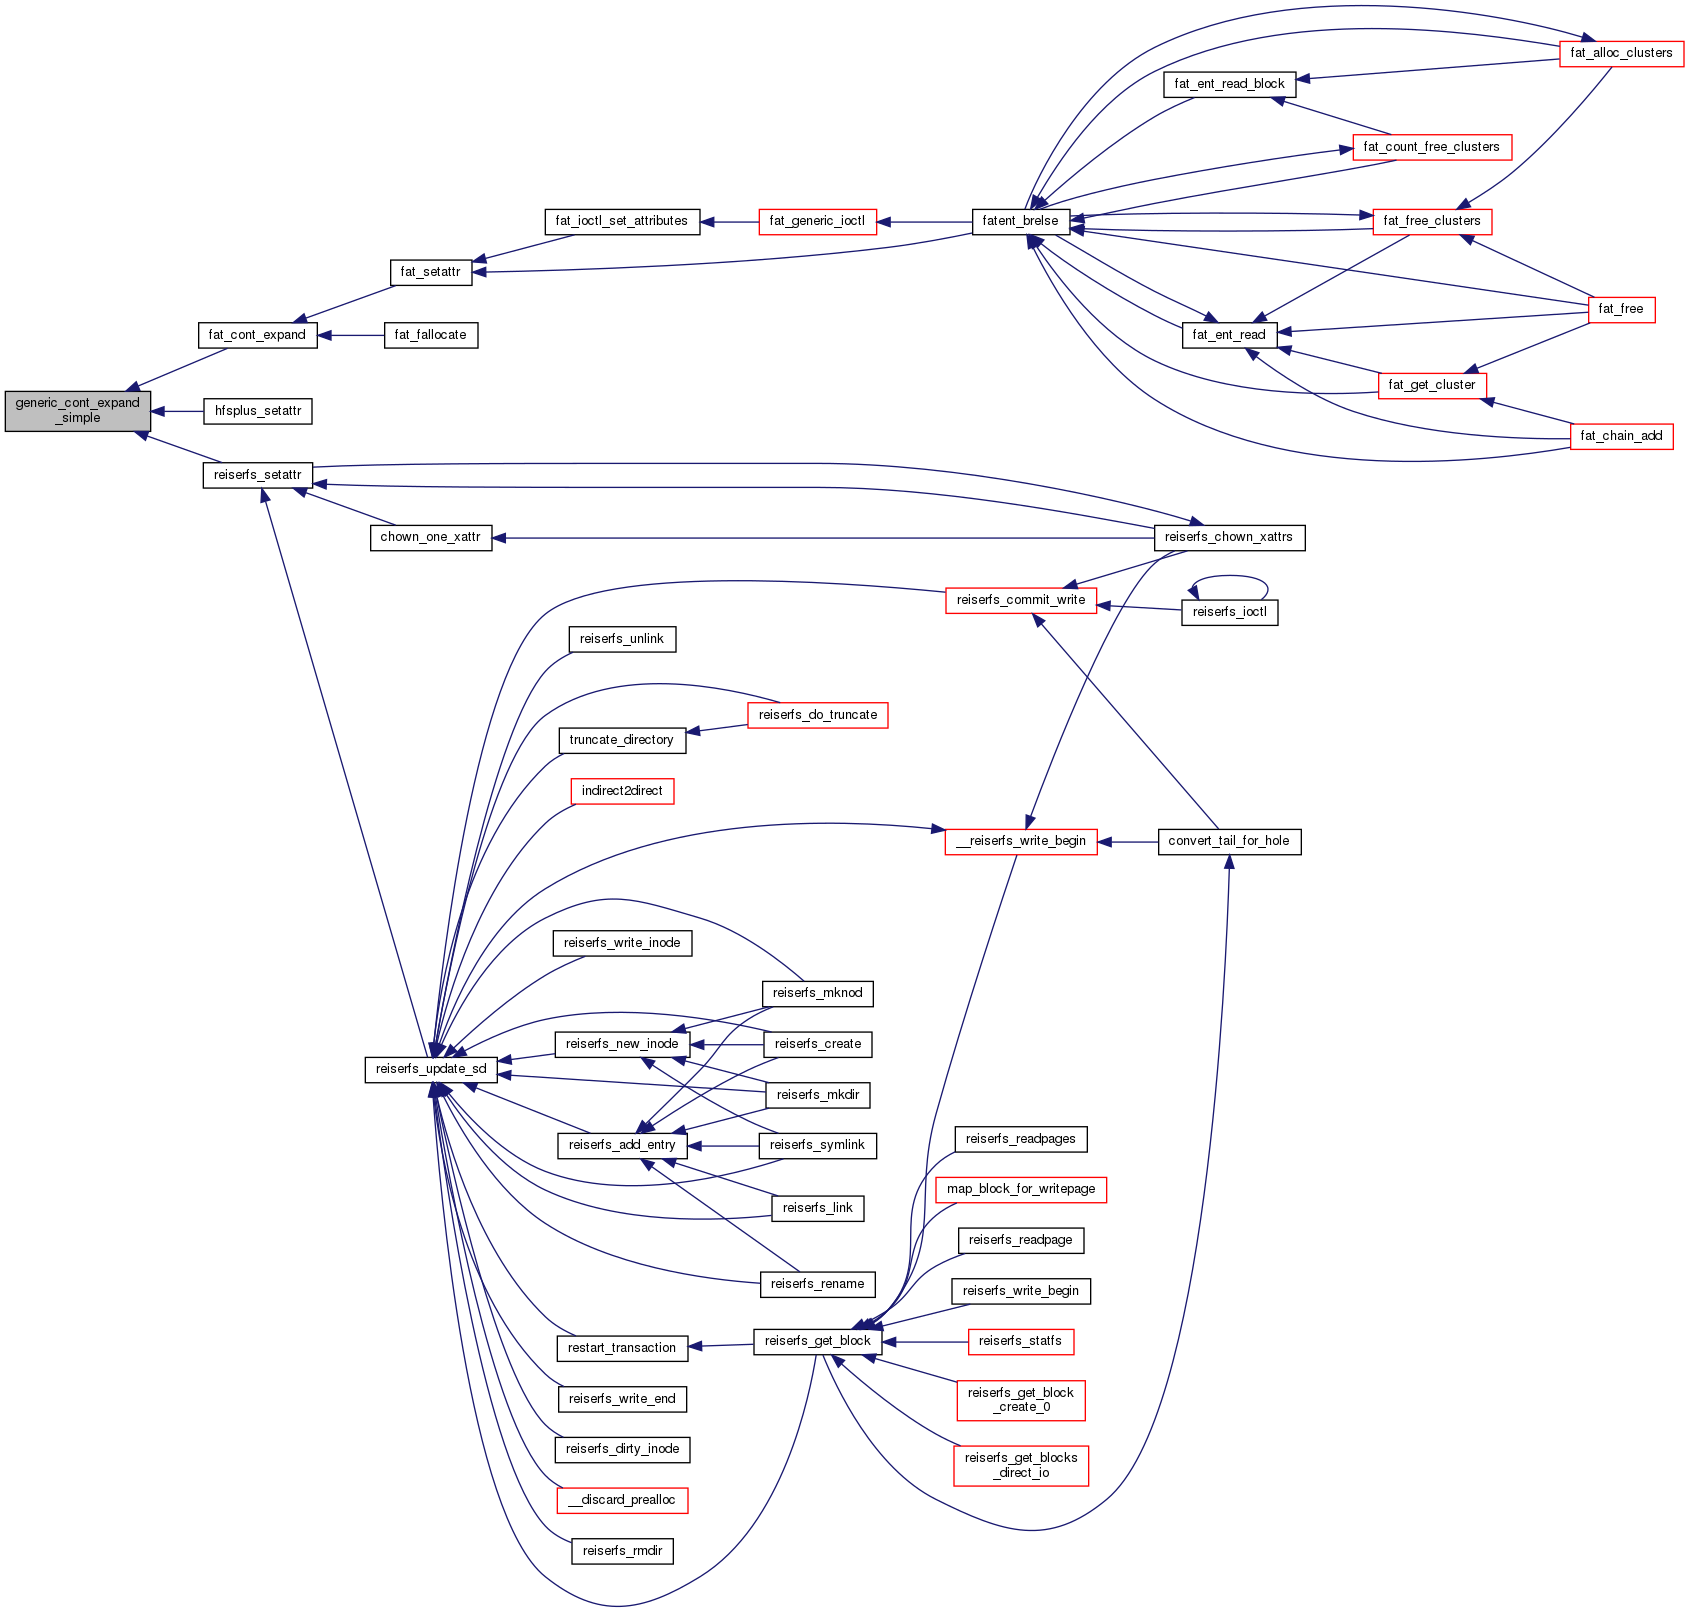 fat_alloc_clusters
fat_ent_read_block
fat_count_free_clusters
fat_ioctl_set_attributes
fat_generic_ioctl
fatent_brelse
fat_free_clusters
fat_setattr
fat_free
fat_cont_expand
fat_fallocate
fat_ent_read
fat_get_cluster
generic_cont_expand
_simple
hfsplus_setattr
fat_chain_add
reiserfs_setattr
chown_one_xattr
reiserfs_chown_xattrs
reiserfs_commit_write
reiserfs_ioctl
reiserfs_unlink
reiserfs_do_truncate
truncate_directory
indirect2direct
__reiserfs_write_begin
convert_tail_for_hole
reiserfs_write_inode
reiserfs_mknod
reiserfs_new_inode
reiserfs_create
reiserfs_update_sd
reiserfs_mkdir
reiserfs_add_entry
reiserfs_symlink
reiserfs_readpages
map_block_for_writepage
reiserfs_link
reiserfs_readpage
reiserfs_rename
reiserfs_write_begin
reiserfs_get_block
reiserfs_statfs
restart_transaction
reiserfs_get_block
_create_0
reiserfs_write_end
reiserfs_dirty_inode
reiserfs_get_blocks
_direct_io
__discard_prealloc
reiserfs_rmdir